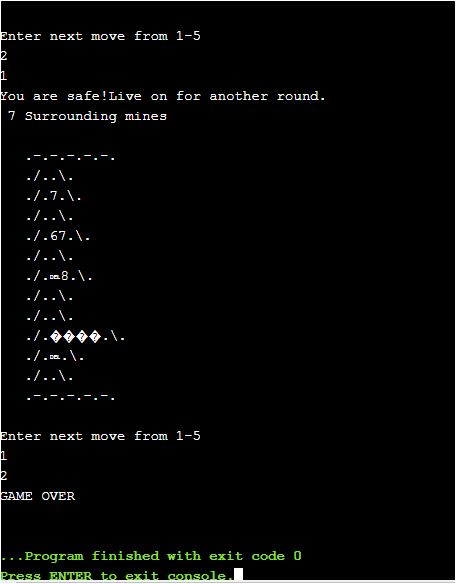 Enter next move from 1-5
2
1
You are safe!Live on for another round.
7 Surrounding mines
.-.-.-.-.-.
./..\.
./.7.\.
./..\.
./.67.\.
./..\.
./.␡8.\.
./..\.
./..\.
./.����.\.
./.␡.\.
./..\.
.-.-.-.-.-.
Enter next move from 1-5
1
2
GAME OVER
...Program finished with exit code 0
Press ENTER to exit console.